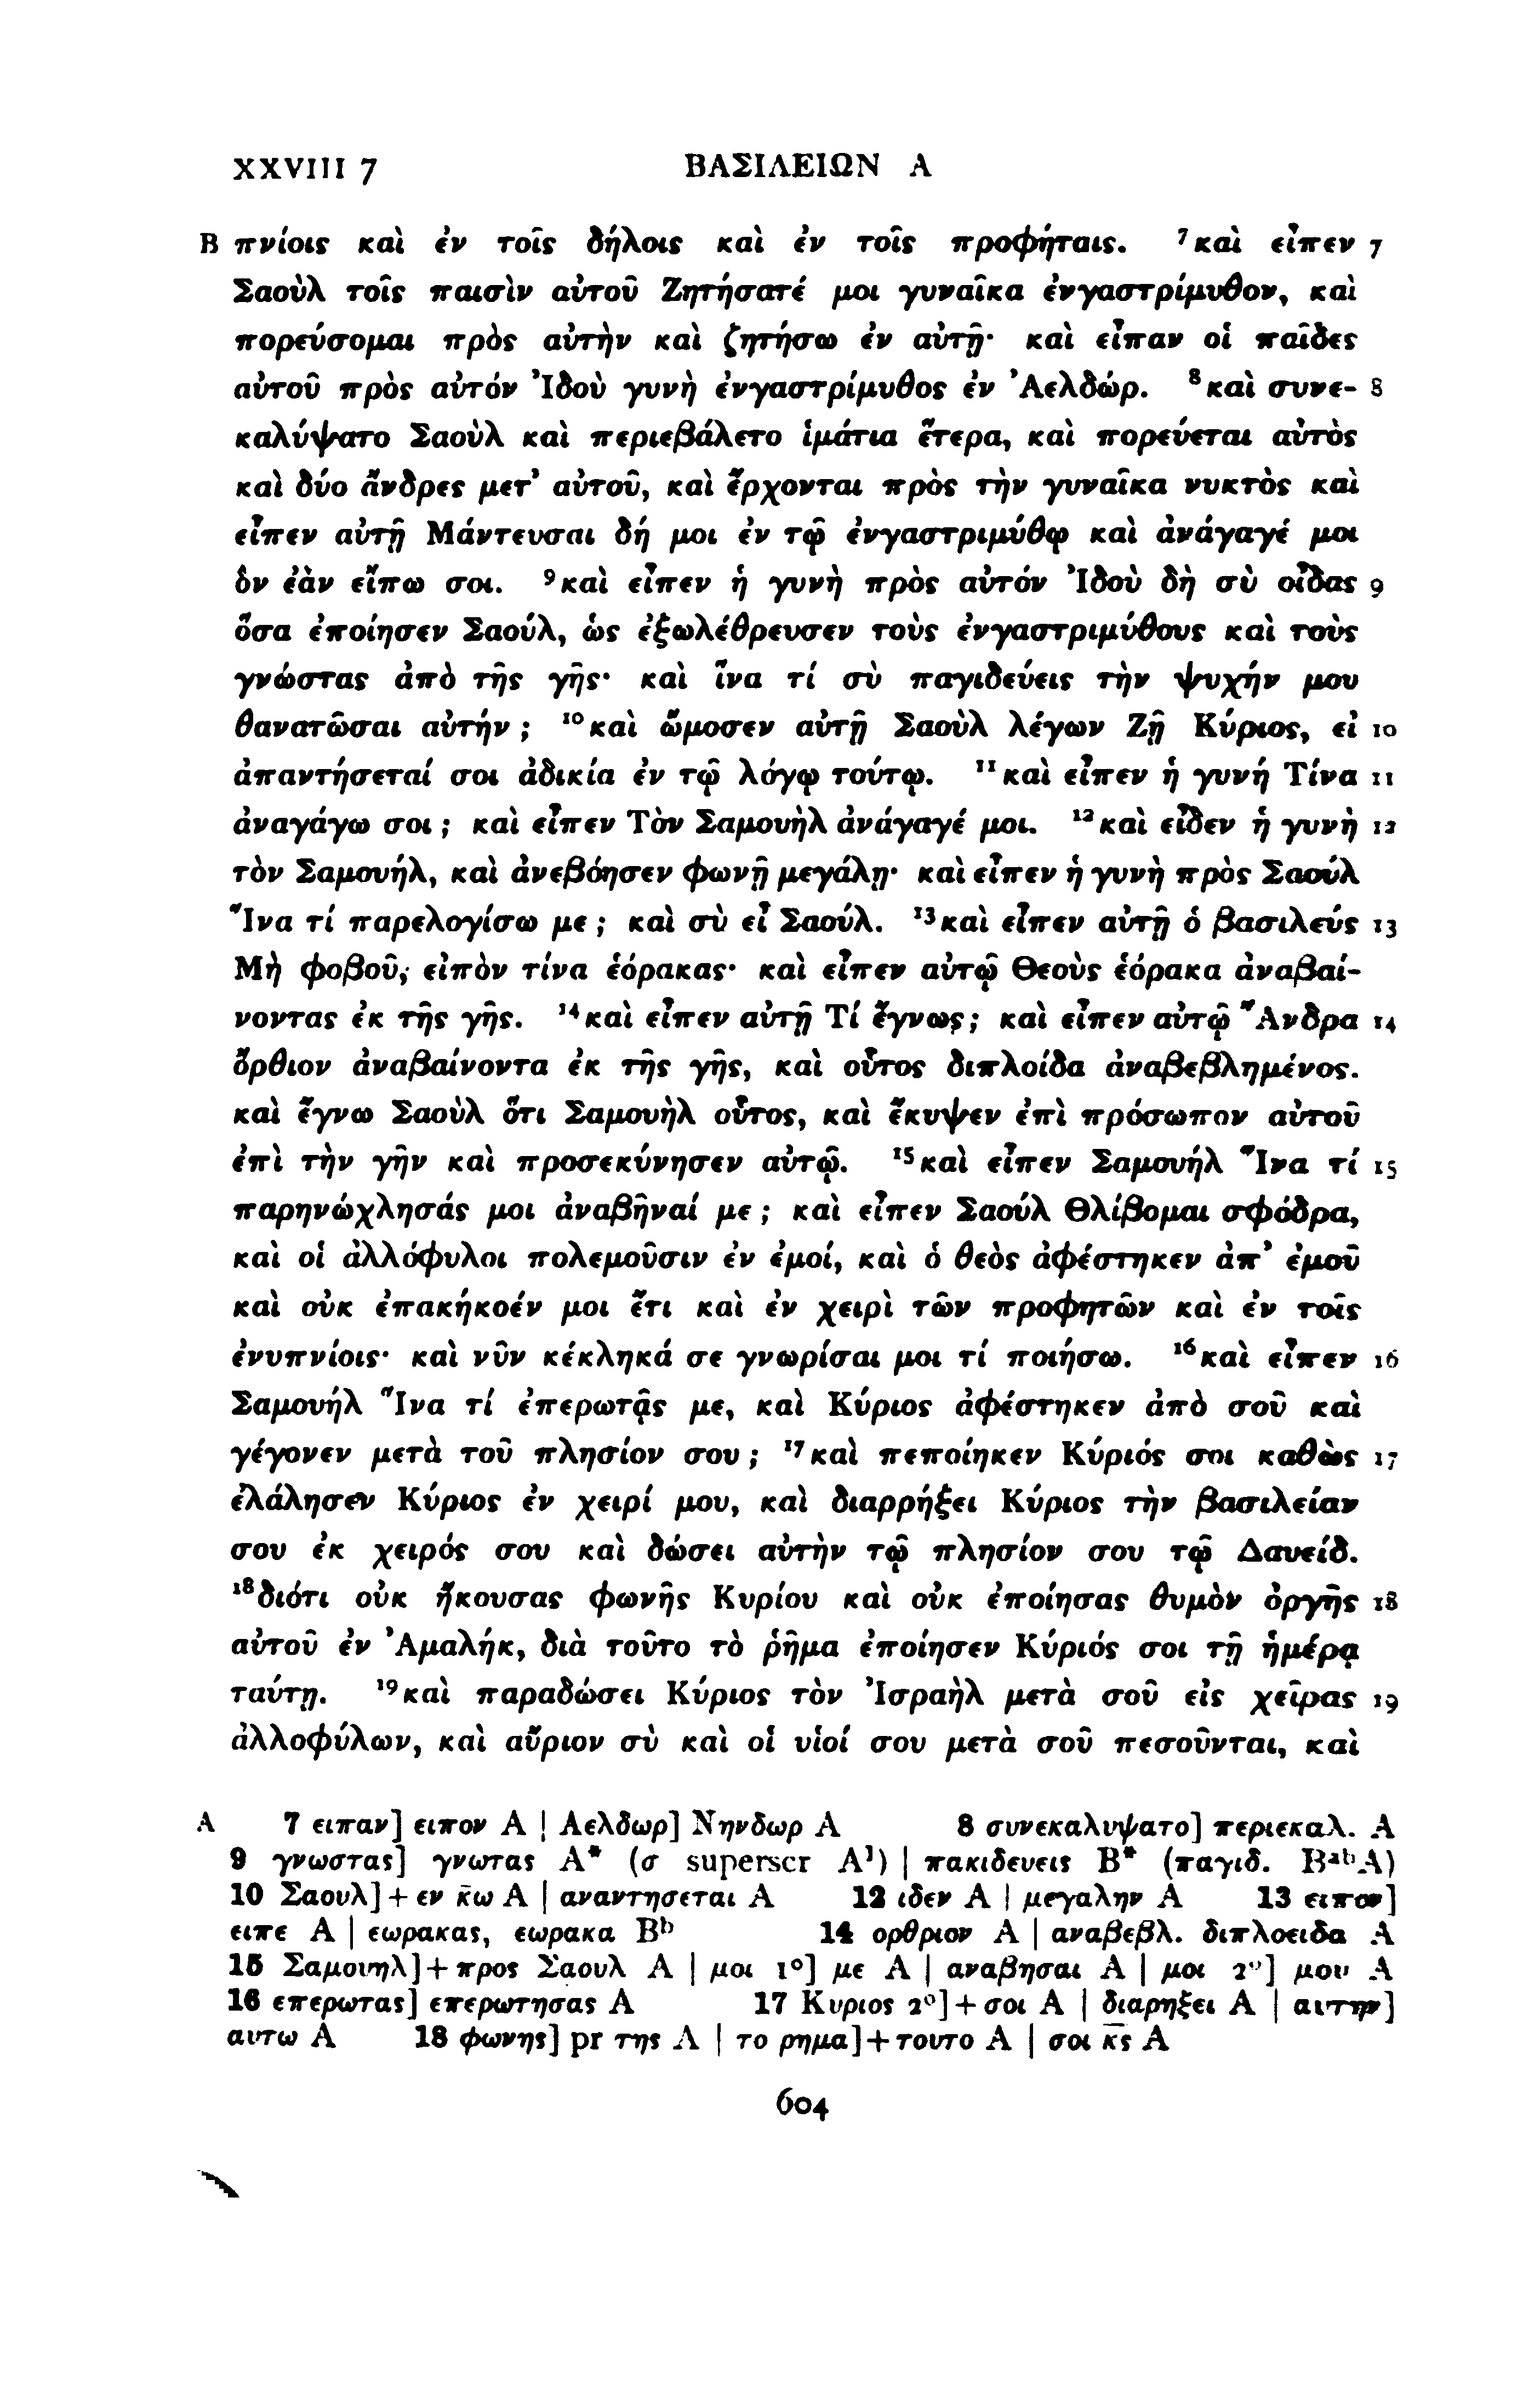 XXVIII 7 ΒΑΣΙΛΕΙΩΝ Α
B πνίοις καὶ ἐν τοῖς δήλοις καὶ ἐν τοῖς προφήταις. ⁷καὶ εἶπεν 7
Σαοὺλ τοῖς παισὶν αὐτοῦ Ζητήσατέ μοι γυναῖκα ἐνγαστρίμυθον, καὶ
πορεύσομαι πρὸς αὐτὴν καὶ ζητήσω ἐν αὐτῇ· καὶ εἶπαν οἱ παῖδες
αὐτοῦ πρὸς αὐτόν Ἰδοὺ γυνὴ ἐνγαστρίμυθος ἐν Ἀελδώρ. ⁸καὶ συνε- 8
καλύψατο Σαοὺλ καὶ περιεβάλετο ἱμάτια ἕτερα, καὶ πορεύεται αὐτὸς
καὶ δύο ἄνδρες μετ’ αὐτοῦ, καὶ ἔρχονται πρὸς τὴν γυναῖκα νυκτὸς καὶ
εἶπεν αὐτῇ Μάντευσαι δή μοι ἐν τῷ ἐνγαστριμύθῳ καὶ ἀνάγαγέ μοι
ὃν ἐὰν εἴπω σοι. ⁹καὶ εἶπεν ἡ γυνὴ πρὸς αὐτόν Ἰδοὺ δὴ σὺ οἶδας 9
ὅσα ἐποίησεν Σαούλ, ὡς ἐξωλέθρευσεν τοὺς ἐνγαστριμύθους καὶ τοὺς
γνώστας ἀπὸ τῆς γῆς· καὶ ἵνα τί σὺ παγιδεύεις τὴν ψυχήν μου
θανατῶσαι αὐτήν ; ¹⁰καὶ ὤμοσεν αὐτῇ Σαοὺλ λέγων Ζῇ Κύριος, εἰ 10
ἀπαντήσεταί σοι ἀδικία ἐν τῷ λόγῳ τούτῳ. ¹¹καὶ εἶπεν ἡ γυνή Τίνα 11
ἀναγάγω σοι ; καὶ εἶπεν Τὸν Σαμουὴλ ἀνάγαγέ μοι. ¹²καὶ εἶδεν ἡ γυνὴ 12
τὸν Σαμουήλ, καὶ ἀνεβόησεν φωνῇ μεγάλῃ· καὶ εἶπεν ἡ γυνὴ πρὸς Σαούλ
Ἵνα τί παρελογίσω με ; καὶ σὺ εἶ Σαούλ. ¹³καὶ εἶπεν αὐτῇ ὁ βασιλεύς 13
Μὴ φοβοῦ, εἰπὸν τίνα ἑόρακας· καὶ εἶπεν αὐτῷ Θεοὺς ἑόρακα ἀναβαί-
νοντας ἐκ τῆς γῆς. ¹⁴καὶ εἶπεν αὐτῇ Τί ἔγνως ; καὶ εἶπεν αὐτῷ Ἄνδρα 14
ὄρθιον ἀναβαίνοντα ἐκ τῆς γῆς, καὶ οὗτος διπλοίδα ἀναβεβλημένος.
καὶ ἔγνω Σαοὺλ ὅτι Σαμουὴλ οὗτος, καὶ ἔκυψεν ἐπὶ πρόσωπον αὐτοῦ
ἐπὶ τὴν γῆν καὶ προσεκύνησεν αὐτῷ. ¹⁵καὶ εἶπεν Σαμουήλ Ἵνα τί 15
παρηνώχλησάς μοι ἀναβῆναί με ; καὶ εἶπεν Σαούλ Θλίβομαι σφόδρα,
καὶ οἱ ἀλλόφυλοι πολεμοῦσιν ἐν ἐμοί, καὶ ὁ θεὸς ἀφέστηκεν ἀπ’ ἐμοῦ
καὶ οὐκ ἐπακήκοέν μοι ἔτι καὶ ἐν χειρὶ τῶν προφητῶν καὶ ἐν τοῖς
ἐνυπνίοις· καὶ νῦν κέκληκά σε γνωρίσαι μοι τί ποιήσω. ¹⁶καὶ εἶπεν 16
Σαμουήλ Ἵνα τί ἐπερωτᾷς με, καὶ Κύριος ἀφέστηκεν ἀπὸ σοῦ καὶ
γέγονεν μετὰ τοῦ πλησίον σου ; ¹⁷καὶ πεποίηκεν Κύριός σοι καθὼς 17
ἐλάλησεν Κύριος ἐν χειρί μου, καὶ διαρρήξει Κύριος τὴν βασιλείαν
σου ἐκ χειρός σου καὶ δώσει αὐτὴν τῷ πλησίον σου τῷ Δαυείδ.
¹⁸διότι οὐκ ἤκουσας φωνῆς Κυρίου καὶ οὐκ ἐποίησας θυμὸν ὀργῆς 18
αὐτοῦ ἐν Ἀμαλήκ, διὰ τοῦτο τὸ ῥῆμα ἐποίησεν Κύριός σοι τῇ ἡμέρᾳ
ταύτῃ. ¹⁹καὶ παραδώσει Κύριος τὸν Ἰσραὴλ μετὰ σοῦ εἰς χεῖρας 19
ἀλλοφύλων, καὶ αὔριον σὺ καὶ οἱ υἱοί σου μετὰ σοῦ πεσοῦνται, καὶ
A 7 ειπαν] ειπον A | Αελδωρ] Νηνδωρ A 8 συνεκαλυψατο] περιεκαλ. A
9 γνωστας] γνωτας A* (σ superscr A¹) | πακιδευεις B* (παγιδ. BᵃᵇA)
10 Σαουλ]+εν κ̅ω A | αναντησεται A 12 ιδεν A | μεγαλην A 13 ειπον]
ειπε A | εωρακας, εωρακα Bᵇ 14 ορθριον A | αναβεβλ. διπλοειδα A
15 Σαμουηλ]+προς Σαουλ A | μοι 1°] με A | αναβησαι A | μοι 2°] μου A
16 επερωτας] επερωτησας A 17 Κυριος 2°]+σοι A | διαρηξει A | αυτην]
αυτω A 18 φωνης] pr της A | το ρημα]+τουτο A | σοι κ̅ς A
604